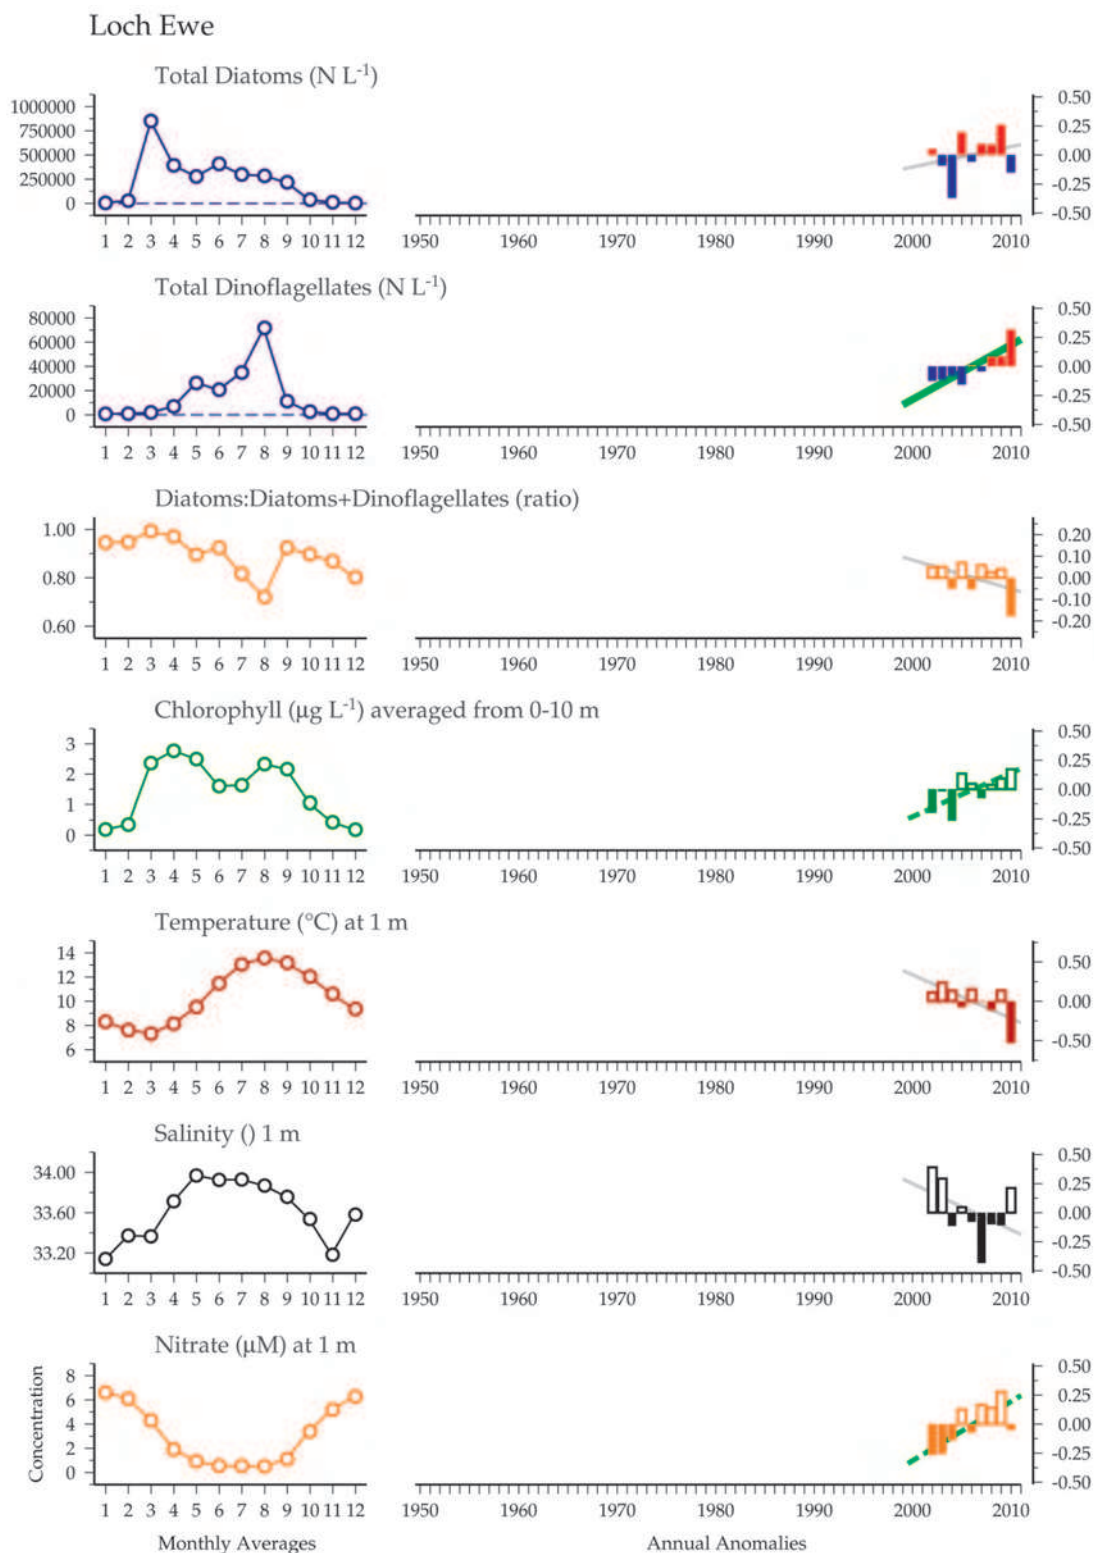 Loch Ewe
Total Diatoms (N L⁻¹)
1000000
750000
500000
250000
0
1 2 3 4 5 6 7 8 9 10 11 12
1950 1960 1970 1980 1990 2000 2010
0.50
0.25
0.00
-0.25
-0.50
Total Dinoflagellates (N L⁻¹)
80000
60000
40000
20000
0
1 2 3 4 5 6 7 8 9 10 11 12
1950 1960 1970 1980 1990 2000 2010
0.50
0.25
0.00
-0.25
-0.50
Diatoms:Diatoms+Dinoflagellates (ratio)
1.00
0.80
0.60
1 2 3 4 5 6 7 8 9 10 11 12
1950 1960 1970 1980 1990 2000 2010
0.20
0.10
0.00
-0.10
-0.20
Chlorophyll (µg L⁻¹) averaged from 0-10 m
3
2
1
0
1 2 3 4 5 6 7 8 9 10 11 12
1950 1960 1970 1980 1990 2000 2010
0.50
0.25
0.00
-0.25
-0.50
Temperature (°C) at 1 m
14
12
10
8
6
1 2 3 4 5 6 7 8 9 10 11 12
1950 1960 1970 1980 1990 2000 2010
0.50
0.00
-0.50
Salinity () 1 m
34.00
33.60
33.20
1 2 3 4 5 6 7 8 9 10 11 12
1950 1960 1970 1980 1990 2000 2010
0.50
0.25
0.00
-0.25
-0.50
Nitrate (µM) at 1 m
Concentration
8
6
4
2
0
1 2 3 4 5 6 7 8 9 10 11 12
1950 1960 1970 1980 1990 2000 2010
0.50
0.25
0.00
-0.25
-0.50
Monthly Averages
Annual Anomalies